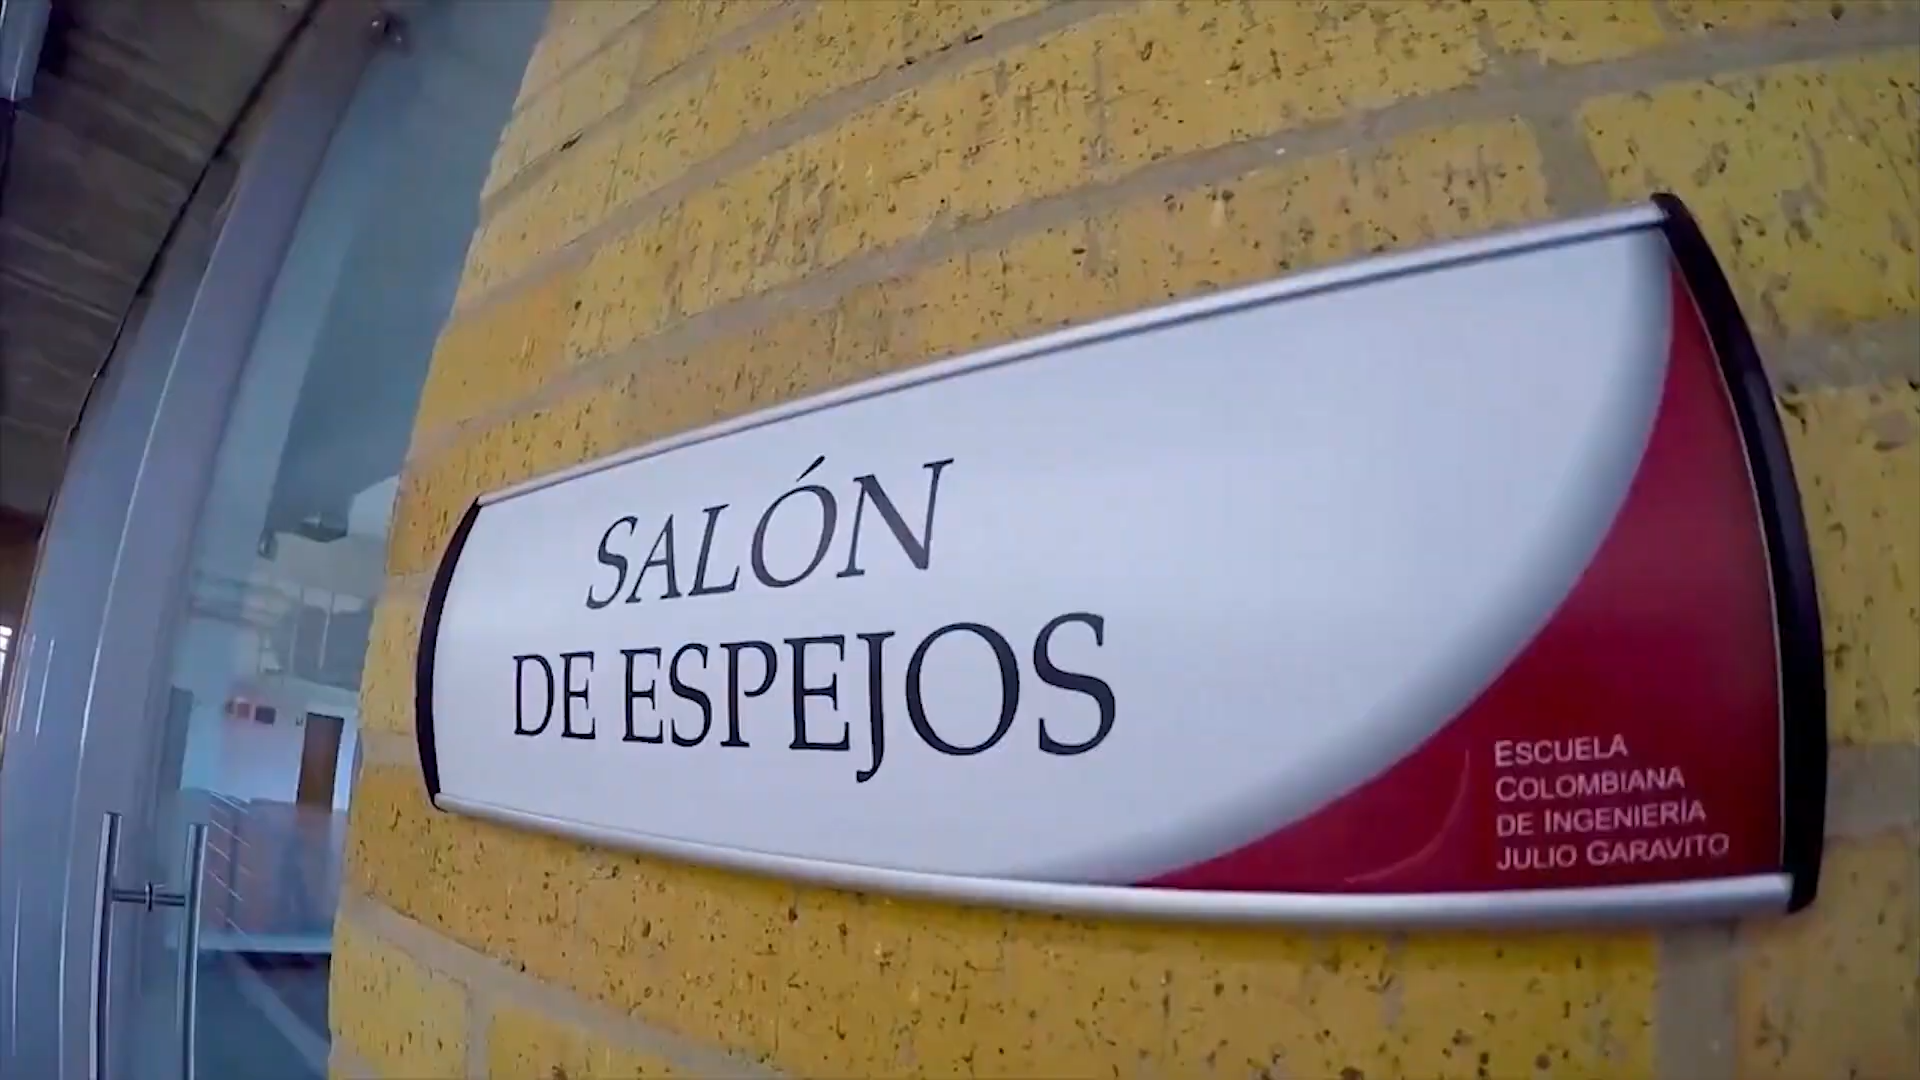 SALÓN
DE ESPEJOS
ESCUELA
COLOMBIANA
DE INGENIERÍA
JULIO GARAVITO